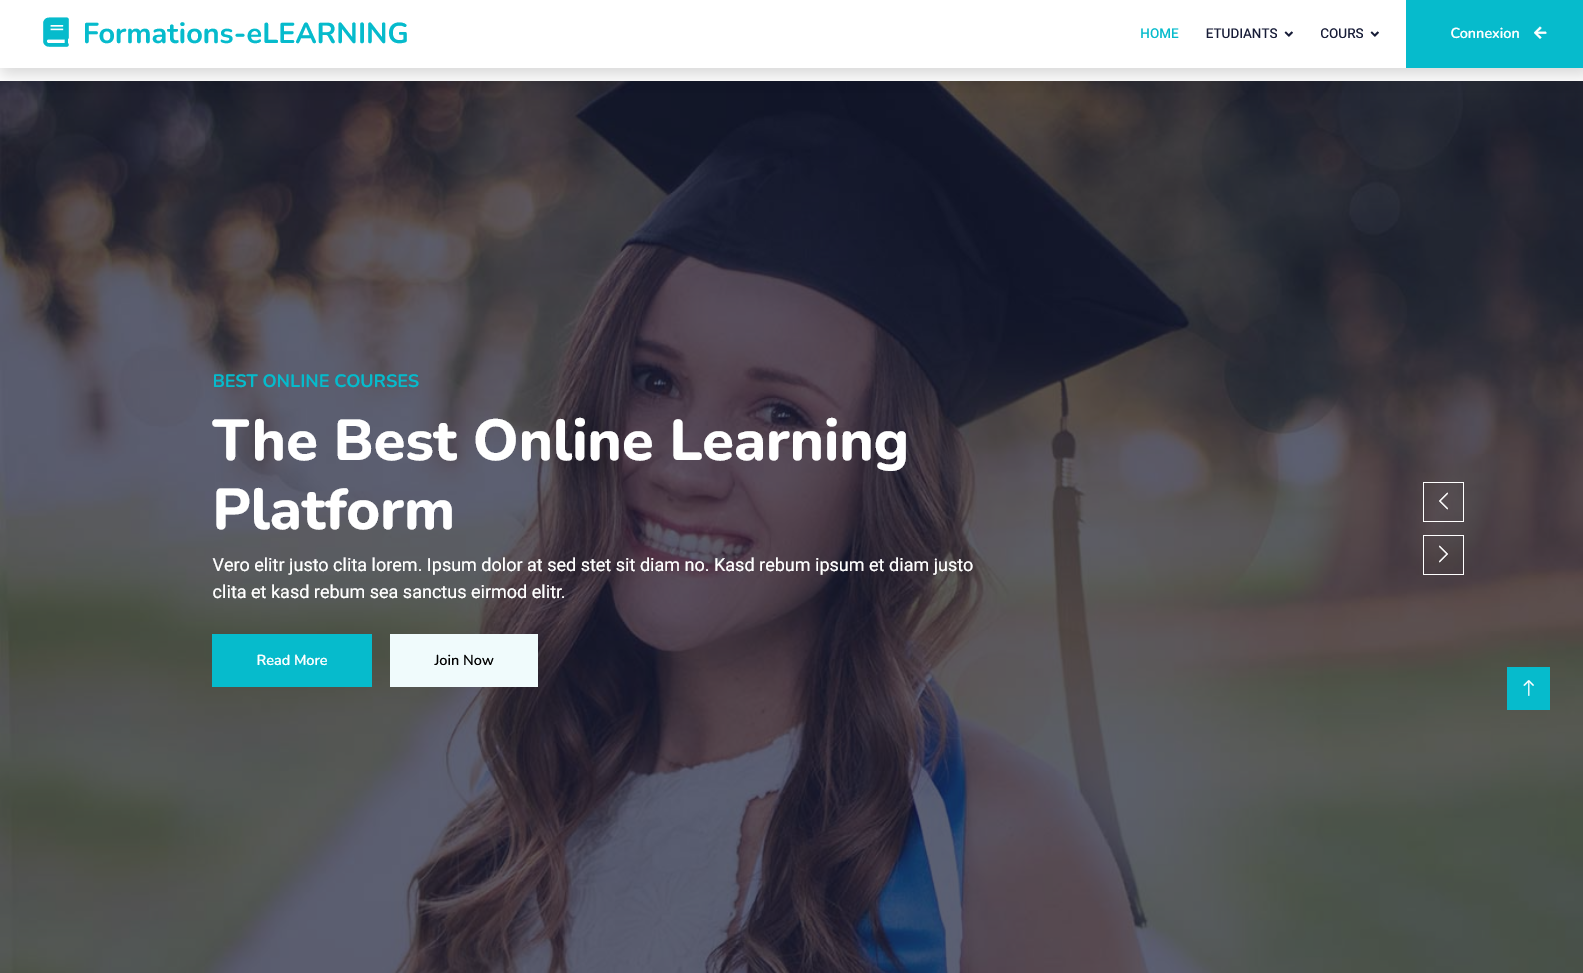 Formations-eLEARNING
HOME
ETUDIANTS
COURS
Connexion
BEST ONLINE COURSES
The Best Online Learning
Platform
Vero elitr justo clita lorem. Ipsum dolor at sed stet sit diam no. Kasd rebum ipsum et diam justo
clita et kasd rebum sea sanctus eirmod elitr.
Read More
Join Now